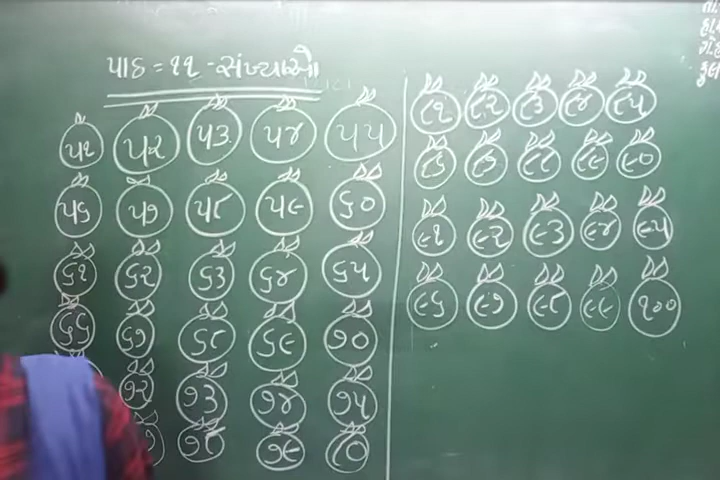 પાઠ = ૧૧ - સંખ્યાઓ
૫૧ ૫૨ ૫૩ ૫૪ ૫૫
૫૬ ૫૭ ૫૮ ૫૯ ૬૦
૬૧ ૬૨ ૬૩ ૬૪ ૬૫
૬૬ ૬૭ ૬૮ ૬૯ ૭૦
૭૨ ૭૩ ૭૪ ૭૫
૭૮ ૭૯ ૮૦
૮૧ ૮૨ ૮૩ ૮૪ ૮૫
૮૬ ૮૭ ૮૮ ૮૯ ૯૦
૯૧ ૯૨ ૯૩ ૯૪ ૯૫
૯૬ ૯૭ ૯૮ ૯૯ ૧૦૦